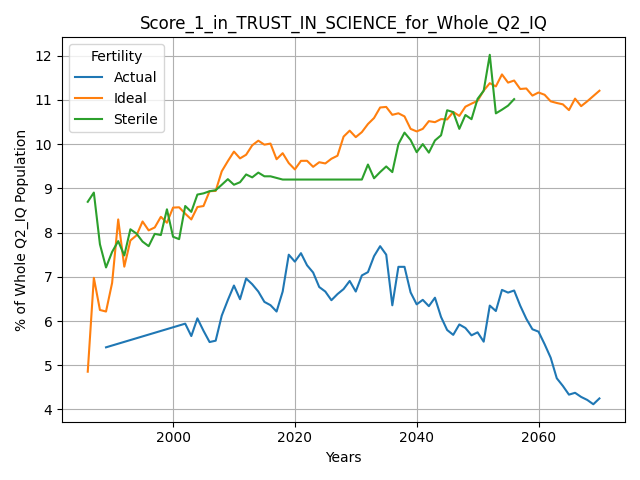 Score_1_in_TRUST_IN_SCIENCE_for_Whole_Q2_IQ
Fertility
Actual
Ideal
Sterile
% of Whole Q2_IQ Population
12
11
10
9
8
7
6
5
4
2000 2020 2040 2060
Years